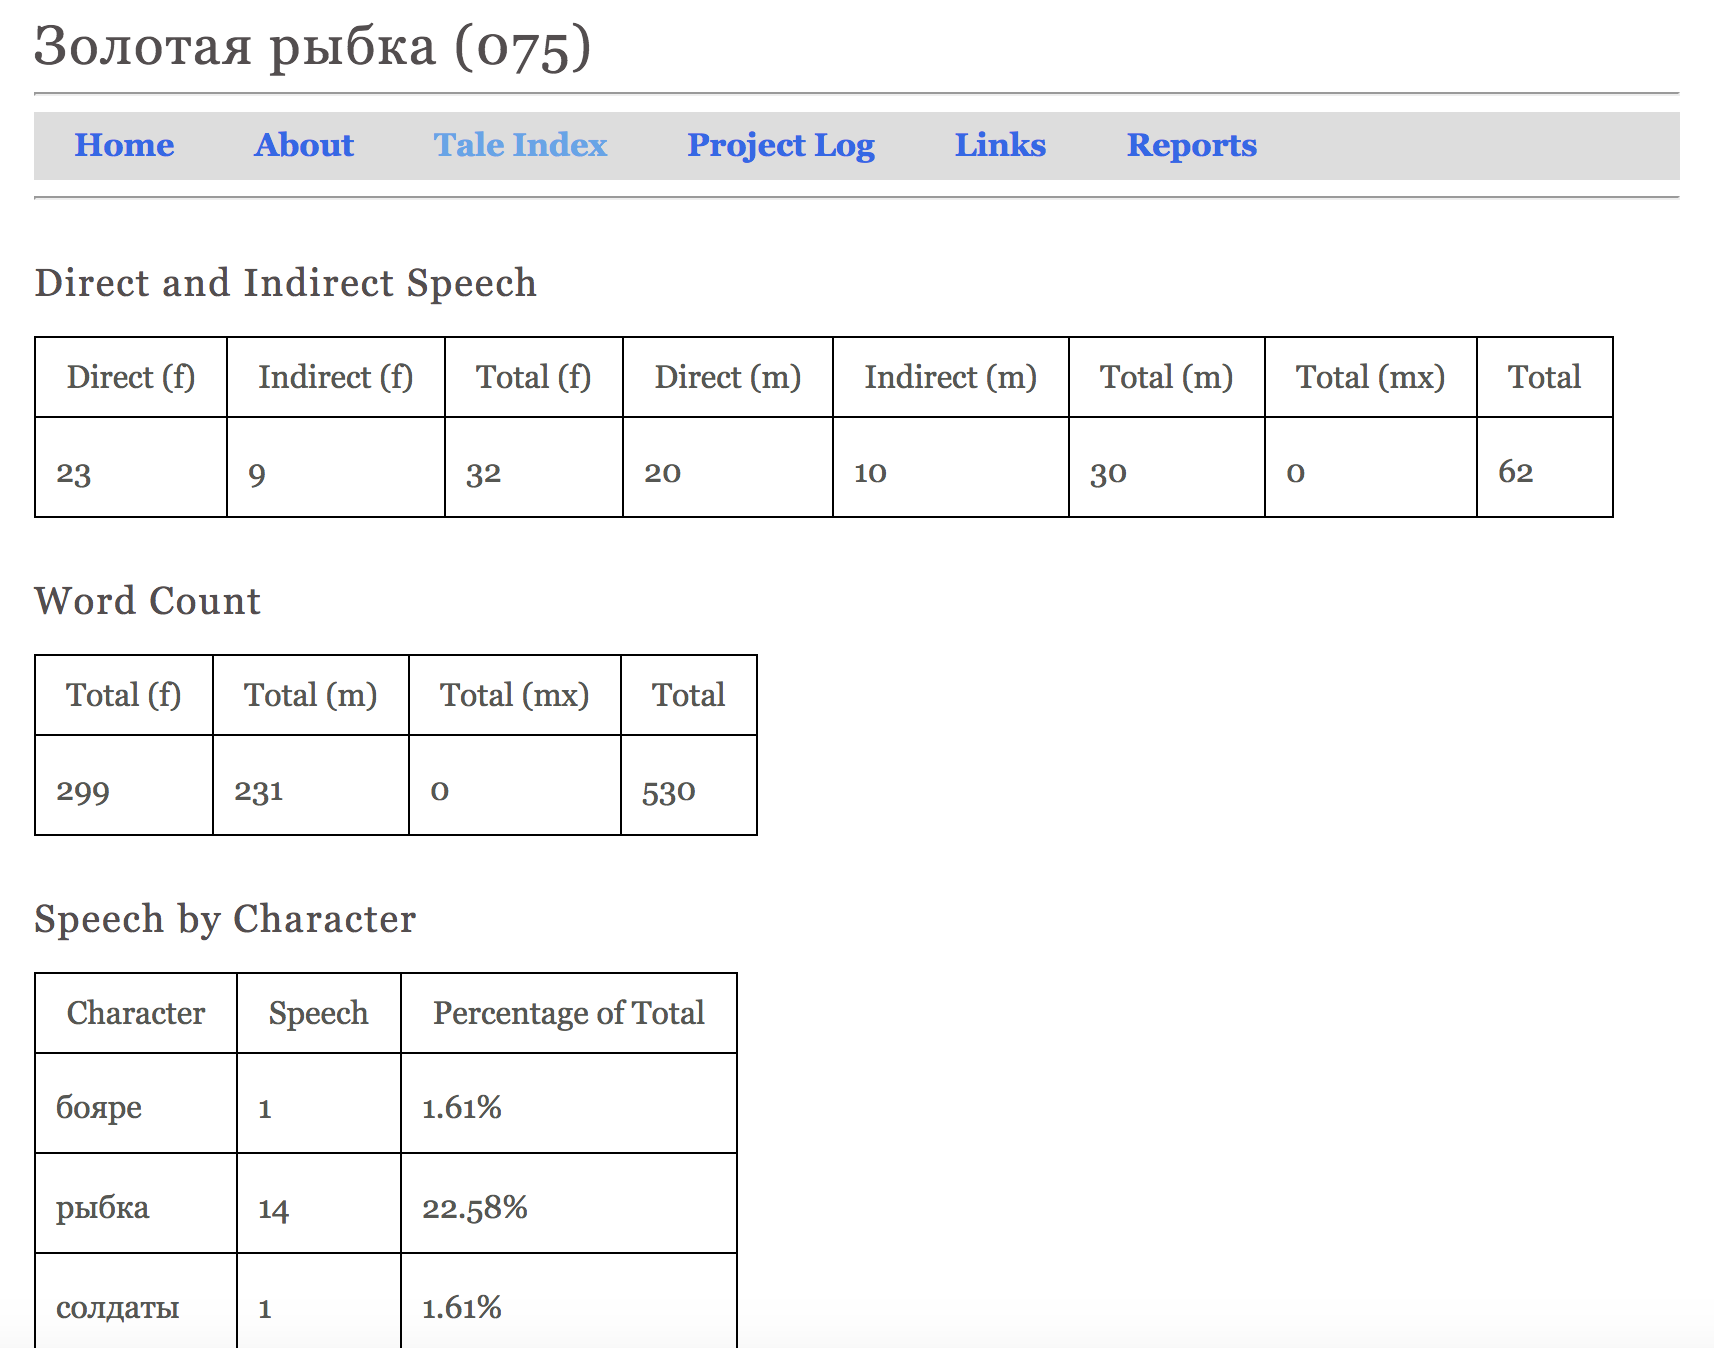 Золотая рыбка (075)
Home About Tale Index Project Log Links Reports
Direct and Indirect Speech
Direct (f) Indirect (f) Total (f) Direct (m) Indirect (m) Total (m) Total (mx) Total
23 9 32 20 10 30 0 62
Word Count
Total (f) Total (m) Total (mx) Total
299 231 0 530
Speech by Character
Character Speech Percentage of Total
бояре 1 1.61%
рыбка 14 22.58%
солдаты 1 1.61%